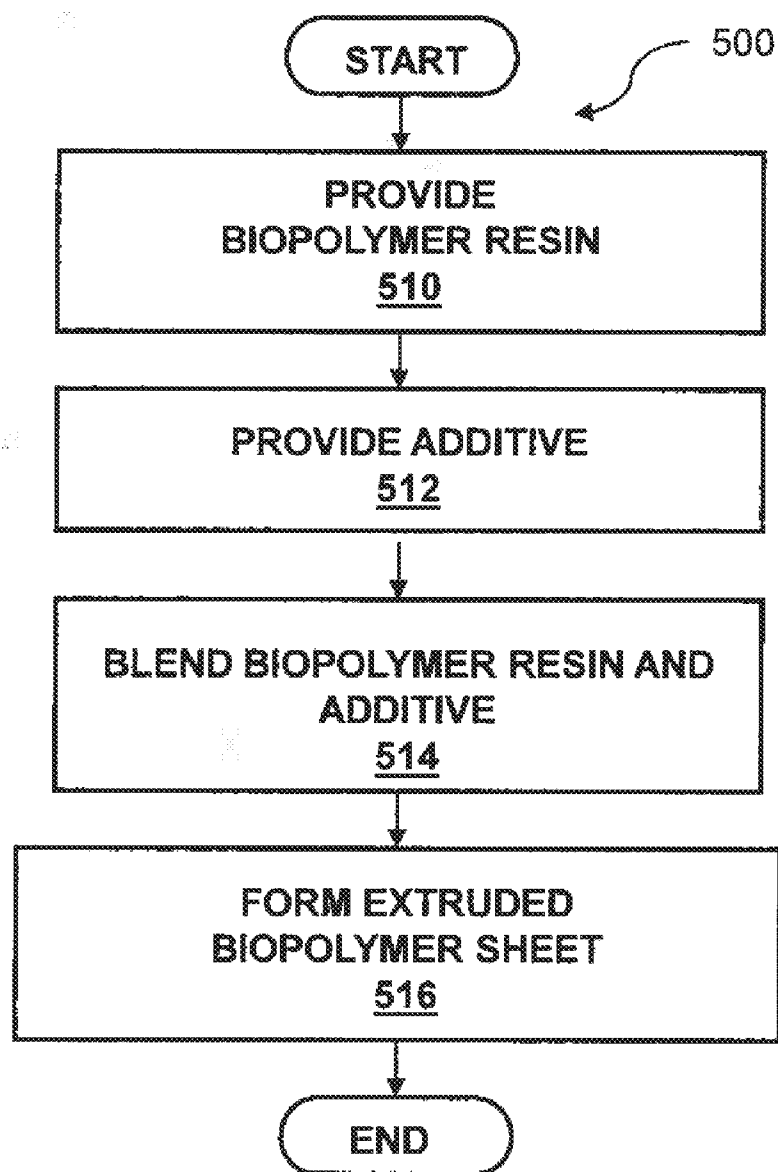 START
500
PROVIDE
BIOPOLYMER RESIN
510
PROVIDE ADDITIVE
512
BLEND BIOPOLYMER RESIN AND
ADDITIVE
514
FORM EXTRUDED
BIOPOLYMER SHEET
516
END